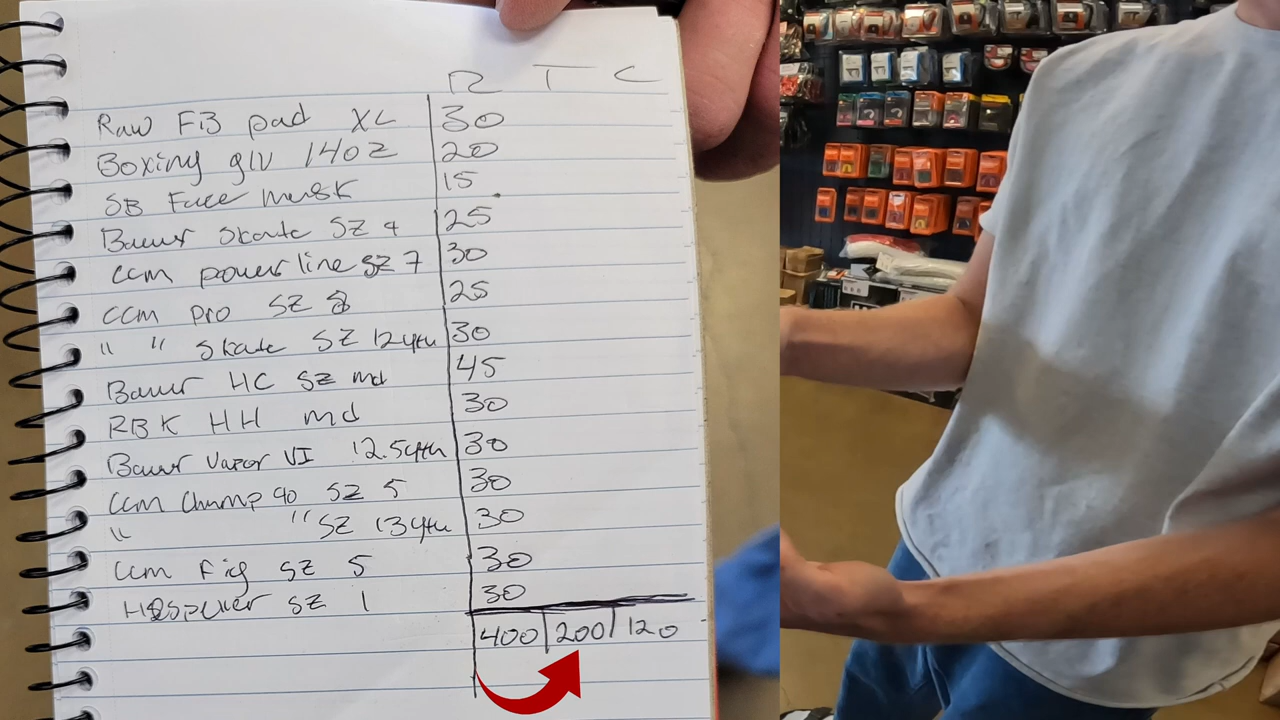 R T C
Raw FB pad XL 30
Boxing glv 14oz 20
SB Face mask 15
Bauer Skate SZ 4 25
CCM powerline SZ 7 30
CCM pro SZ 8 25
" " Skate SZ 12yth 30
Bauer HC SZ md 45
RBK HH md 30
Bauer Vapor VI 12.5yth 30
CCM Champ 90 SZ 5 30
" " SZ 13yth 30
CCM Fig SZ 5 30
SZ 1 30
400 200 120